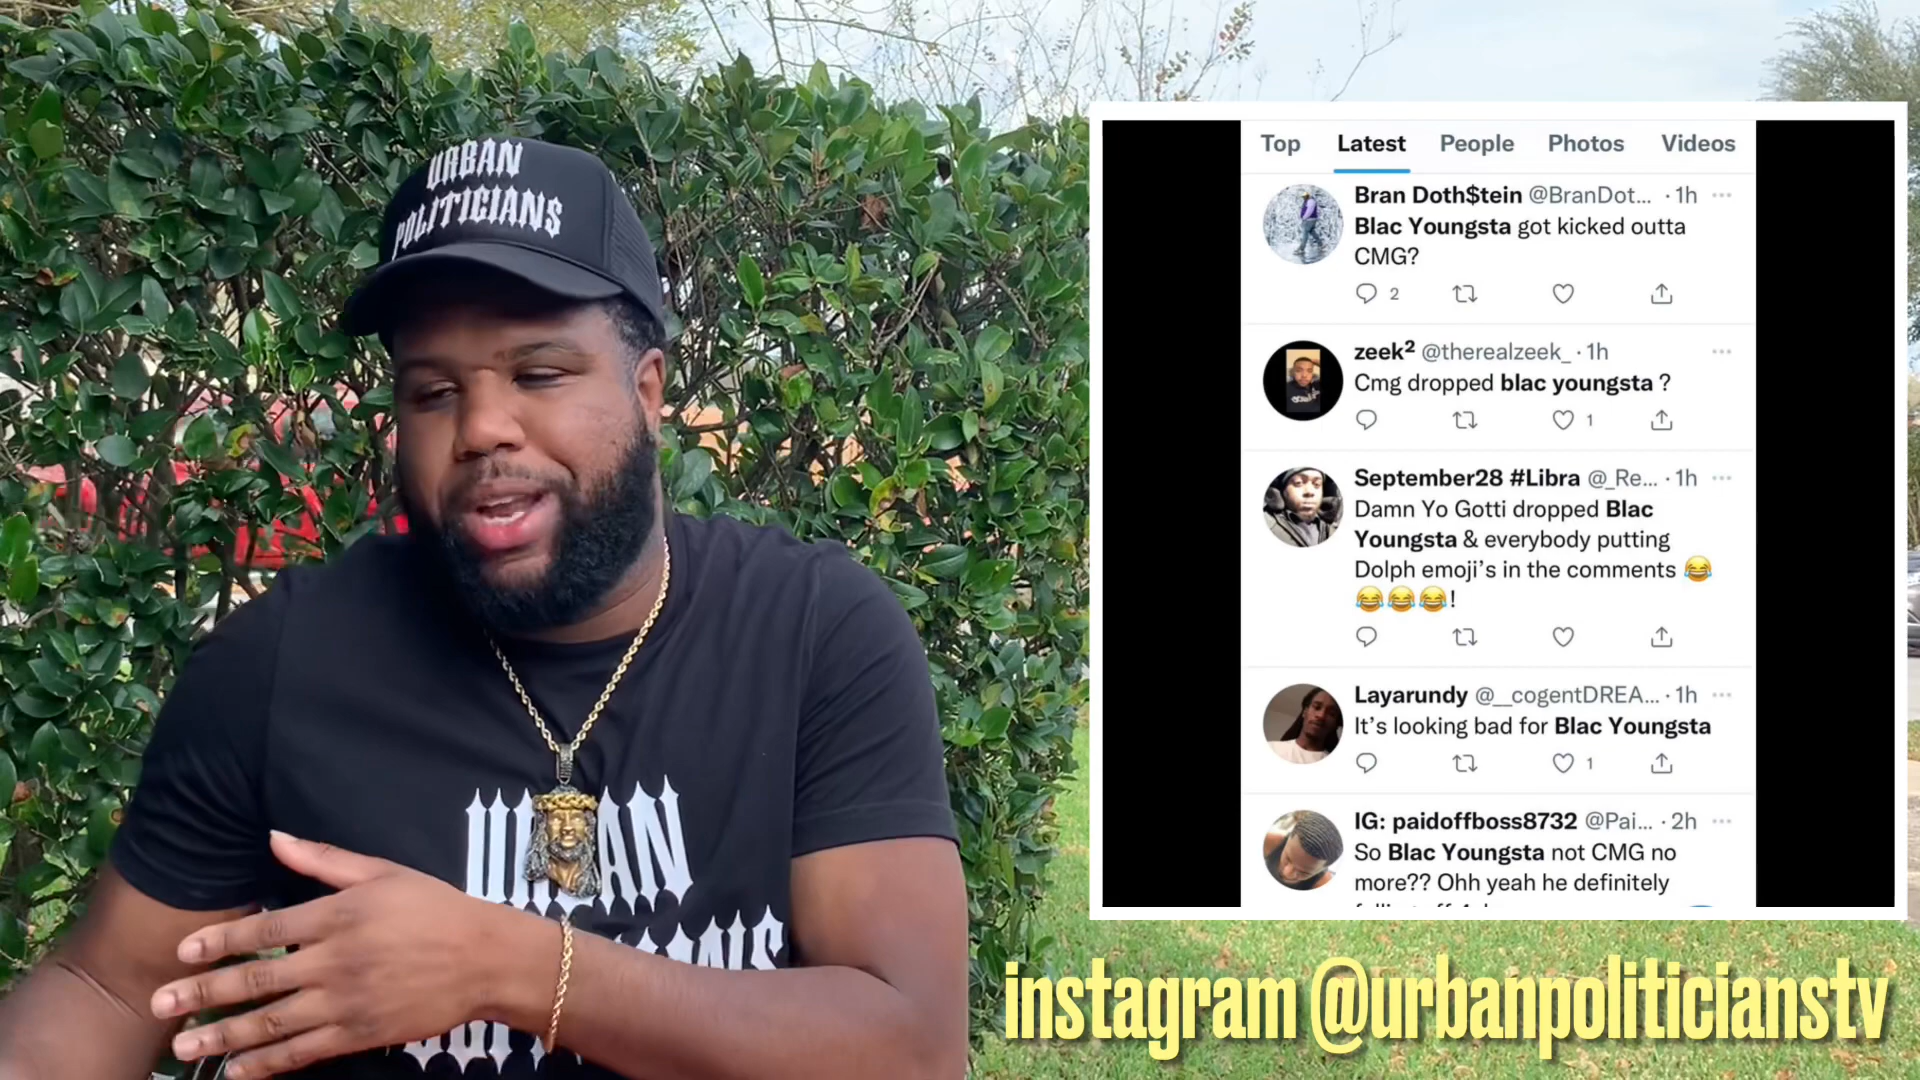 URBAN
POLITICIANS
URBAN
Top Latest People Photos Videos
Bran Doth$tein @BranDot... · 1h
Blac Youngsta got kicked outta
CMG?
2
zeek² @therealzeek_ · 1h
Cmg dropped blac youngsta ?
1
September28 #Libra @_Re... · 1h
Damn Yo Gotti dropped Blac
Youngsta & everybody putting
Dolph emoji's in the comments 😂
😂😂😂!
Layarundy @__cogentDREA... · 1h
It's looking bad for Blac Youngsta
1
IG: paidoffboss8732 @Pai... · 2h
So Blac Youngsta not CMG no
more?? Ohh yeah he definitely
instagram @urbanpoliticianstv